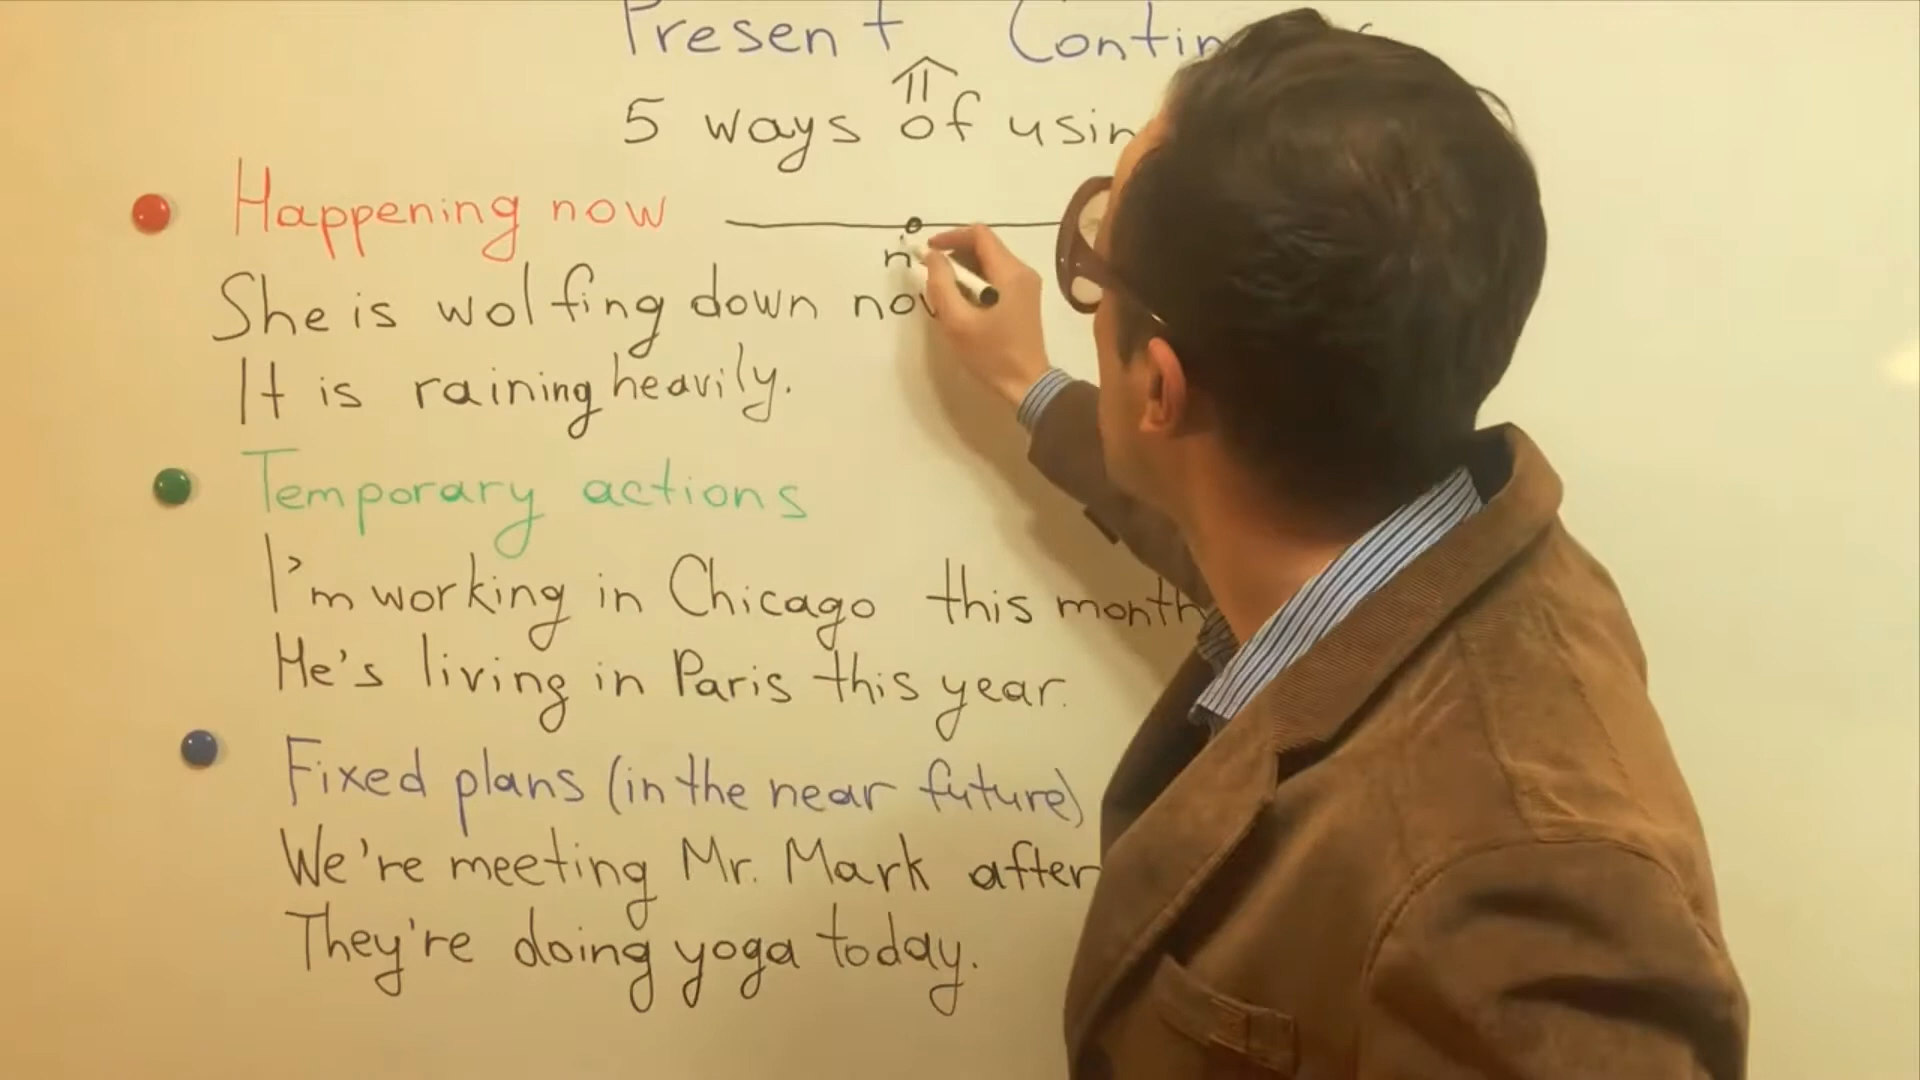 Present Contin
5 ways of usin
Happening now
n
She is wolfing down now
It is raining heavily.
Temporary actions
I'm working in Chicago this month
He's living in Paris this year.
Fixed plans (in the near future)
We're meeting Mr. Mark after
They're doing yoga today.